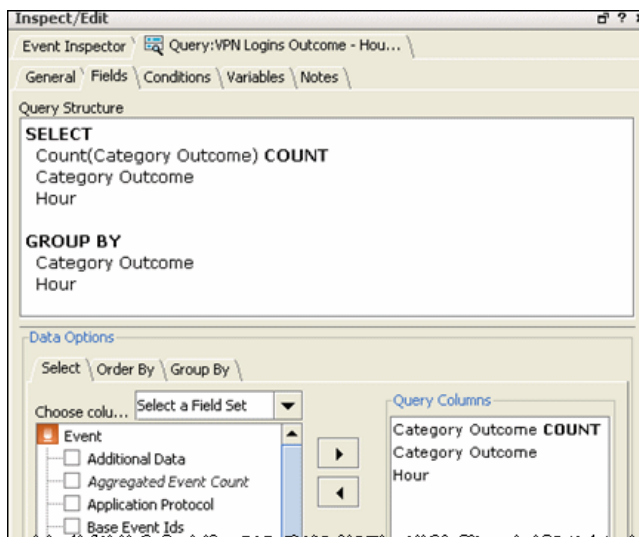 Inspect/Edit
Event Inspector Query:VPN Logins Outcome - Hou...
General Fields Conditions Variables Notes
Query Structure
SELECT
Count(Category Outcome) COUNT
Category Outcome
Hour
GROUP BY
Category Outcome
Hour
Data Options
Select Order By Group By
Choose colu... Select a Field Set
Query Columns
Event
Additional Data
Aggregated Event Count
Application Protocol
Base Event Ids
Category Outcome COUNT
Category Outcome
Hour